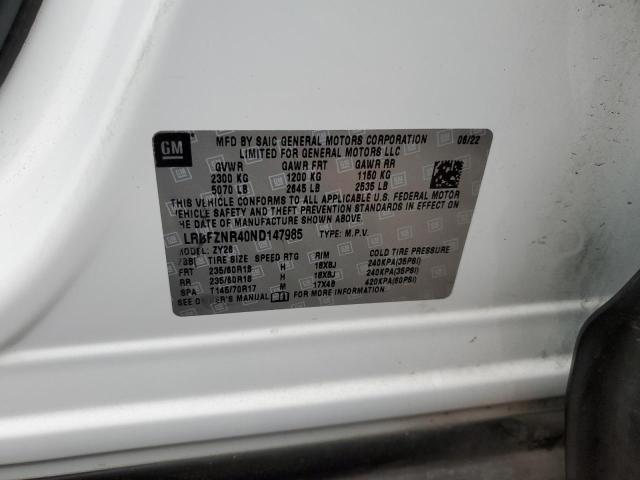 GM
MFD BY SAIC GENERAL MOTORS CORPORATION 06/22
LIMITED FOR GENERAL MOTORS LLC
GVWR GAWR FRT GAWR RR
2300 KG 1200 KG 1150 KG
5070 LB 2645 LB 2535 LB
THIS VEHICLE CONFORMS TO ALL APPLICABLE U.S. FEDERAL MOTOR
VEHICLE SAFETY AND THEFT PREVENTION STANDARDS IN EFFECT ON
THE DATE OF MANUFACTURE SHOWN ABOVE.
LRBFZNR40ND147985 TYPE: M.P.V.
MODEL: ZY26
TIRE SIZE SPEED RTG RIM COLD TIRE PRESSURE
FRT 235/60R18 H 18X8J 240KPA(35PSI)
RR 235/60R18 H 18X8J 240KPA(35PSI)
SPA T145/70R17 M 17X4B 420KPA(60PSI)
SEE OWNER'S MANUAL